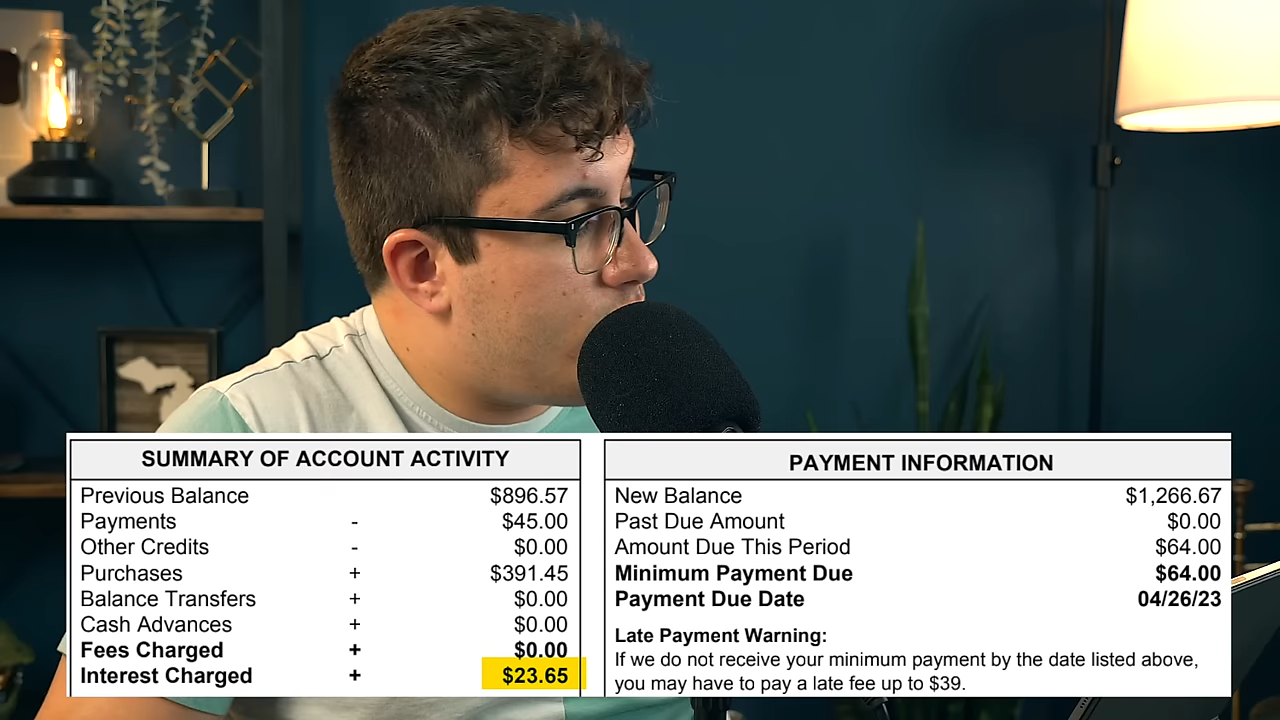 SUMMARY OF ACCOUNT ACTIVITY
Previous Balance $896.57
Payments - $45.00
Other Credits - $0.00
Purchases + $391.45
Balance Transfers + $0.00
Cash Advances + $0.00
Fees Charged + $0.00
Interest Charged + $23.65
PAYMENT INFORMATION
New Balance $1,266.67
Past Due Amount $0.00
Amount Due This Period $64.00
Minimum Payment Due $64.00
Payment Due Date 04/26/23
Late Payment Warning:
If we do not receive your minimum payment by the date listed above,
you may have to pay a late fee up to $39.